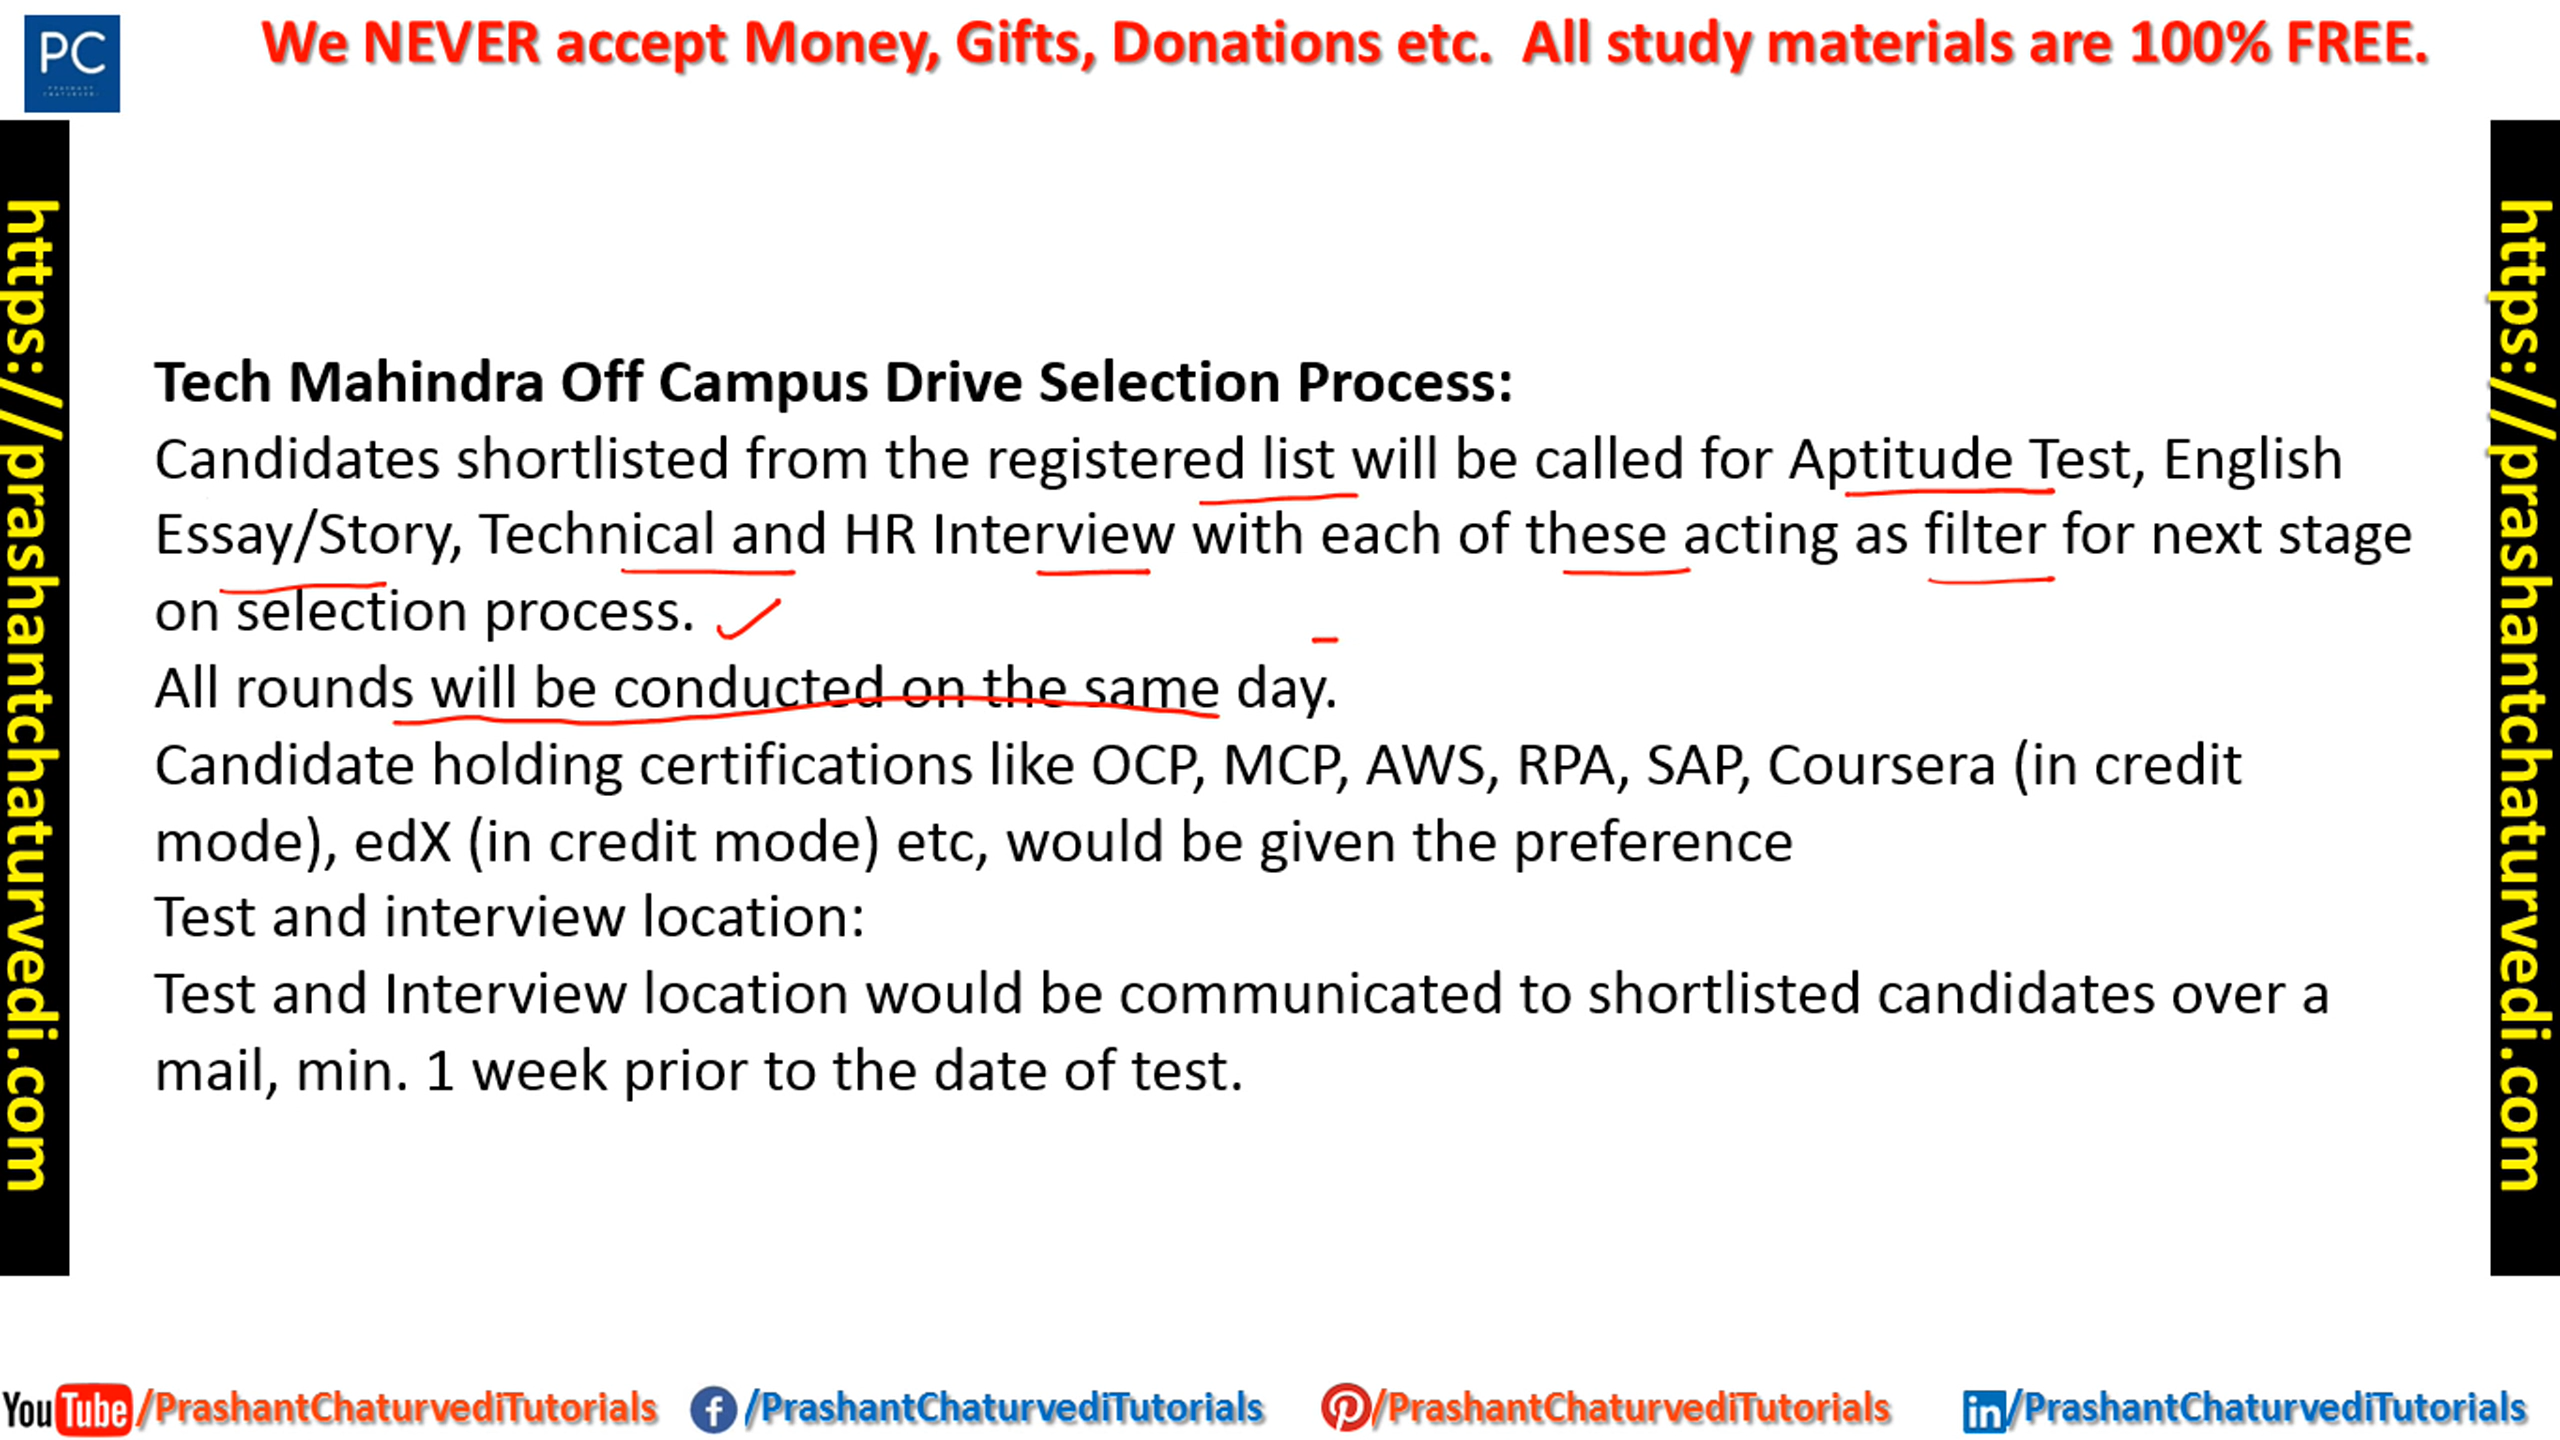 PC
We NEVER accept Money, Gifts, Donations etc. All study materials are 100% FREE.
https://prashantchaturvedi.com
Tech Mahindra Off Campus Drive Selection Process:
Candidates shortlisted from the registered list will be called for Aptitude Test, English
Essay/Story, Technical and HR Interview with each of these acting as filter for next stage
on selection process.
All rounds will be conducted on the same day.
Candidate holding certifications like OCP, MCP, AWS, RPA, SAP, Coursera (in credit
mode), edX (in credit mode) etc, would be given the preference
Test and interview location:
Test and Interview location would be communicated to shortlisted candidates over a
mail, min. 1 week prior to the date of test.
https://prashantchaturvedi.com
YouTube/PrashantChaturvediTutorials f/PrashantChaturvediTutorials /PrashantChaturvediTutorials in/PrashantChaturvediTutorials